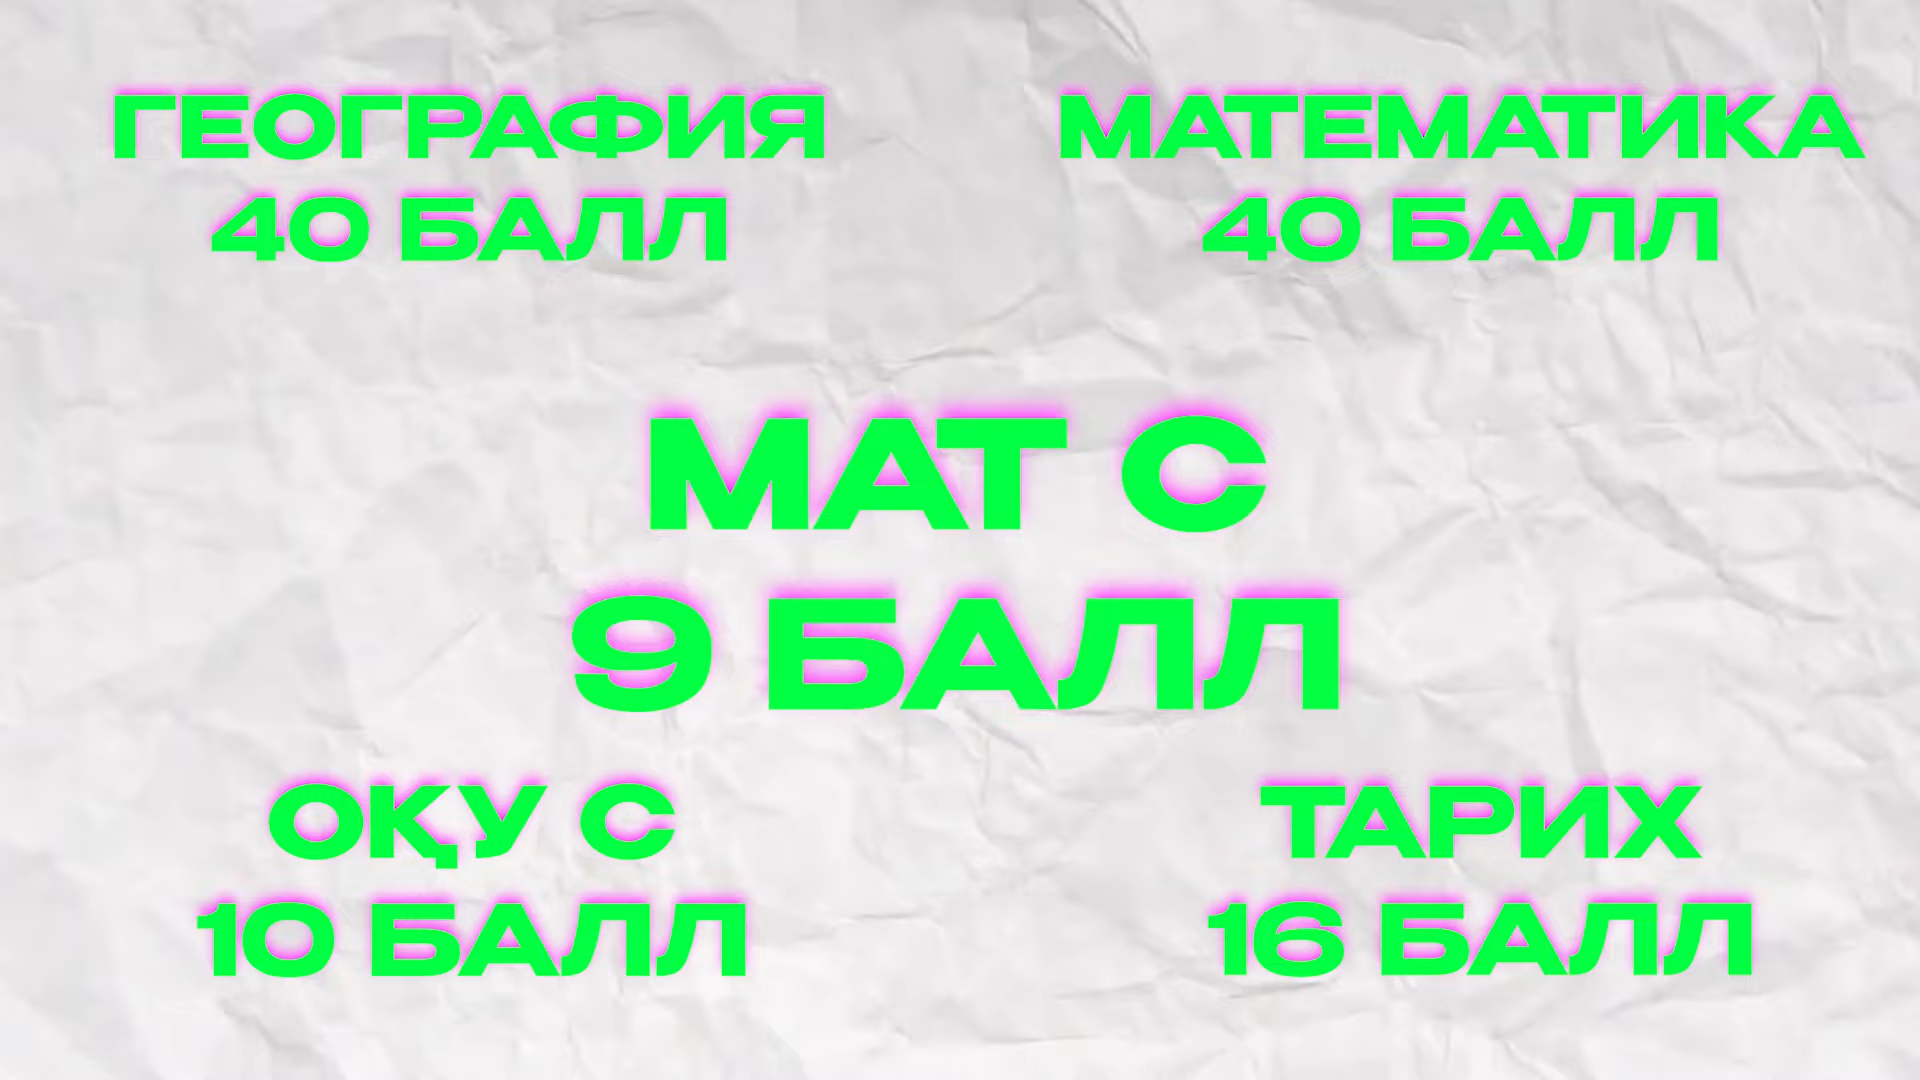 ГЕОГРАФИЯ
40 БАЛЛ
МАТЕМАТИКА
40 БАЛЛ
МАТ С
9 БАЛЛ
ОҚУ С
10 БАЛЛ
ТАРИХ
16 БАЛЛ